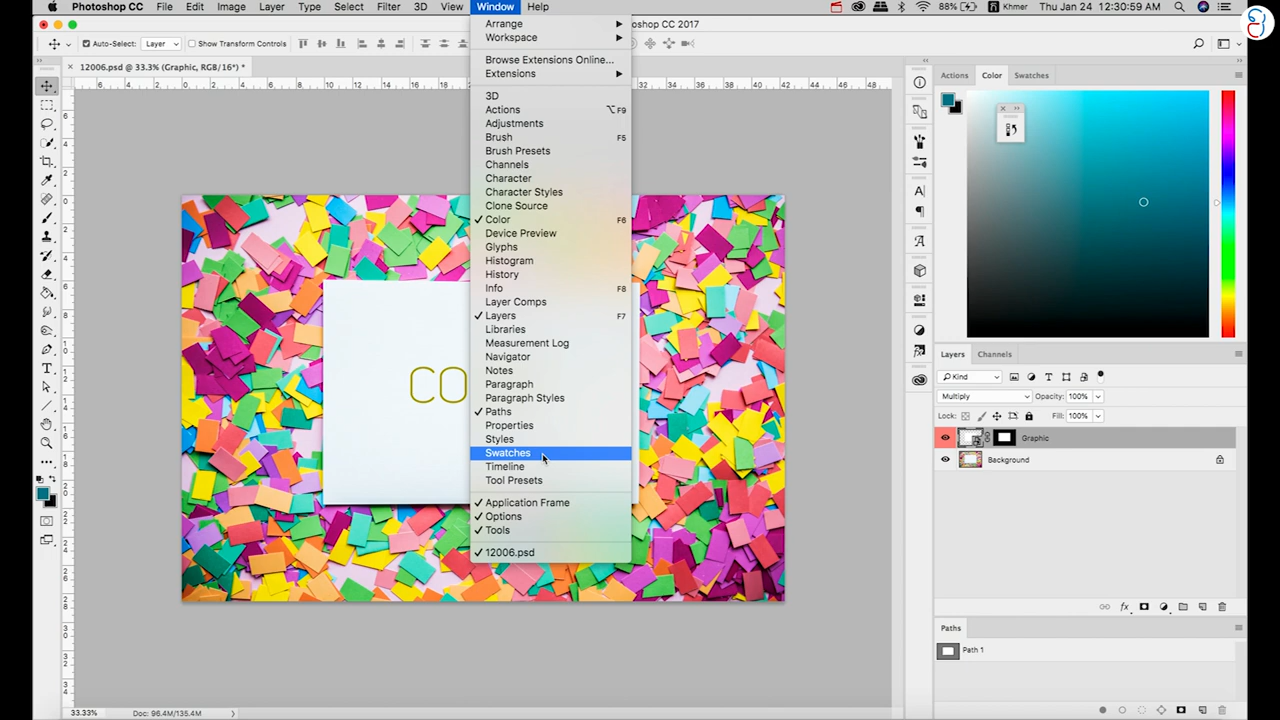 Photoshop CC File Edit Image Layer Type Select Filter 3D View Window Help 88% Khmer Thu Jan 24 12:30:59 AM
shop CC 2017
Auto-Select: Layer Show Transform Controls
12006.psd @ 33.3% (Graphic, RGB/16*) *
Arrange
Workspace
Browse Extensions Online...
Extensions
3D
Actions ⌥F9
Adjustments
Brush F5
Brush Presets
Channels
Character
Character Styles
Clone Source
✓ Color F6
Device Preview
Glyphs
Histogram
History
Info F8
Layer Comps
✓ Layers F7
Libraries
Measurement Log
Navigator
Notes
Paragraph
Paragraph Styles
✓ Paths
Properties
Styles
Swatches
Timeline
Tool Presets
✓ Application Frame
✓ Options
✓ Tools
✓ 12006.psd
CO
Actions Color Swatches
Layers Channels
Kind
Multiply Opacity: 100%
Lock: Fill: 100%
Graphic
Background
Paths
Path 1
33.33% Doc: 96.4M/135.4M